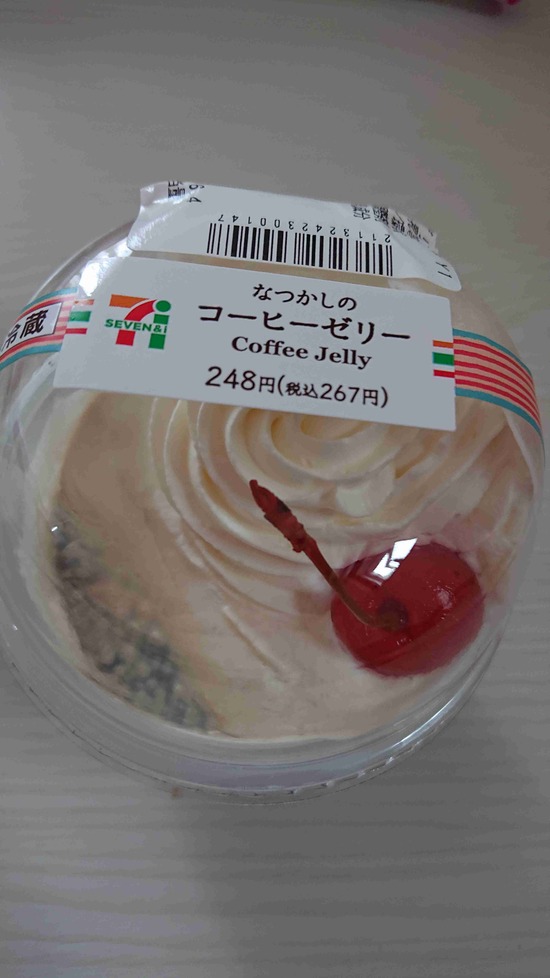 2113242300147
冷蔵
SEVEN&i
なつかしの
コーヒーゼリー
Coffee Jelly
248円(税込267円)